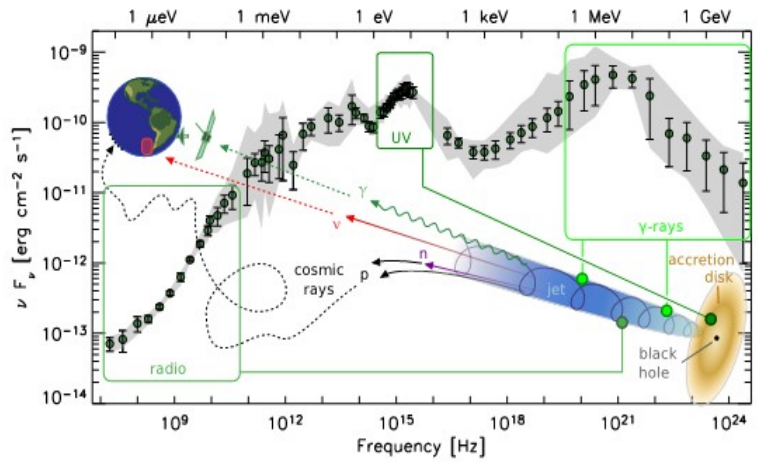 1 μeV 1 meV 1 eV 1 keV 1 MeV 1 GeV
10⁻⁹
10⁻¹⁰
10⁻¹¹
10⁻¹²
10⁻¹³
10⁻¹⁴
ν Fν [erg cm⁻² s⁻¹]
UV
γ
ν
γ-rays
accretion
disk
n
p
cosmic
rays
jet
black
hole
radio
10⁹ 10¹² 10¹⁵ 10¹⁸ 10²¹ 10²⁴
Frequency [Hz]